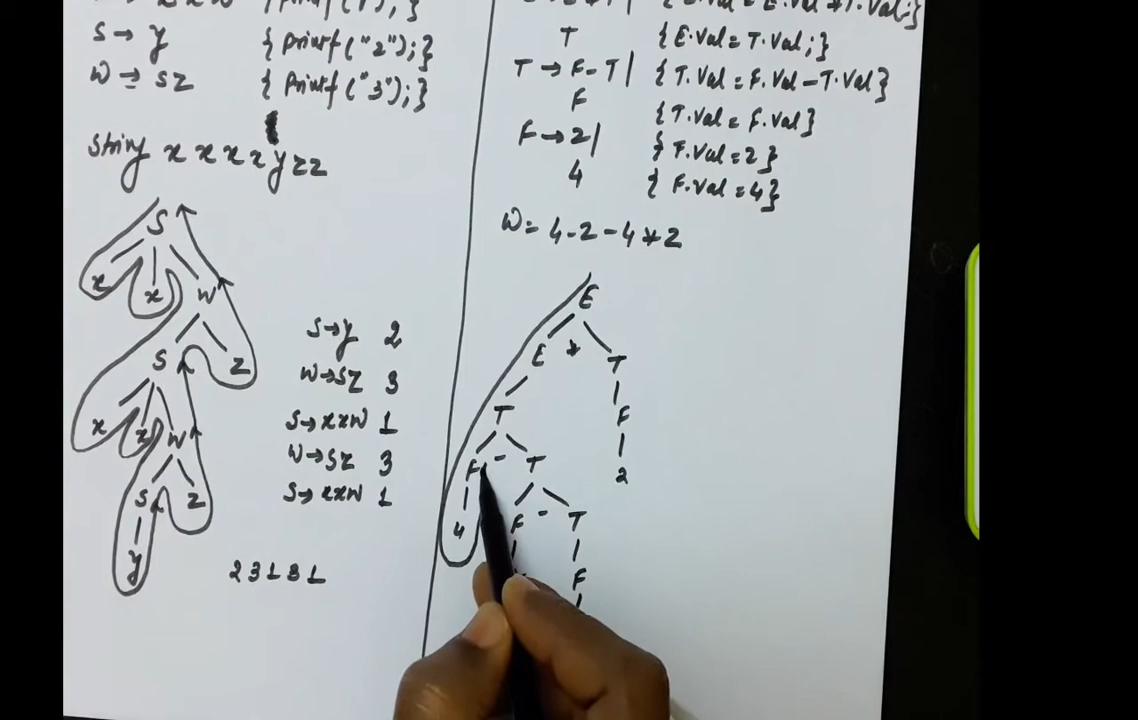 S → y {printf("2");}
W → SZ {printf("3");}
String x x x x y z z
S
x x W
S Z
x x W
S Z
y
S→y 2
W→SZ 3
S→xxW 1
W→SZ 3
S→xxW 1
2 3 1 3 1
T {E.Val = T.Val;}
T → F - T | {T.Val = F.Val - T.Val}
F {T.Val = F.Val}
F → 2 | {F.Val = 2}
4 {F.Val = 4}
W = 4 - 2 - 4 * 2
E
E * T
T F
F - T 2
4 F - T
F